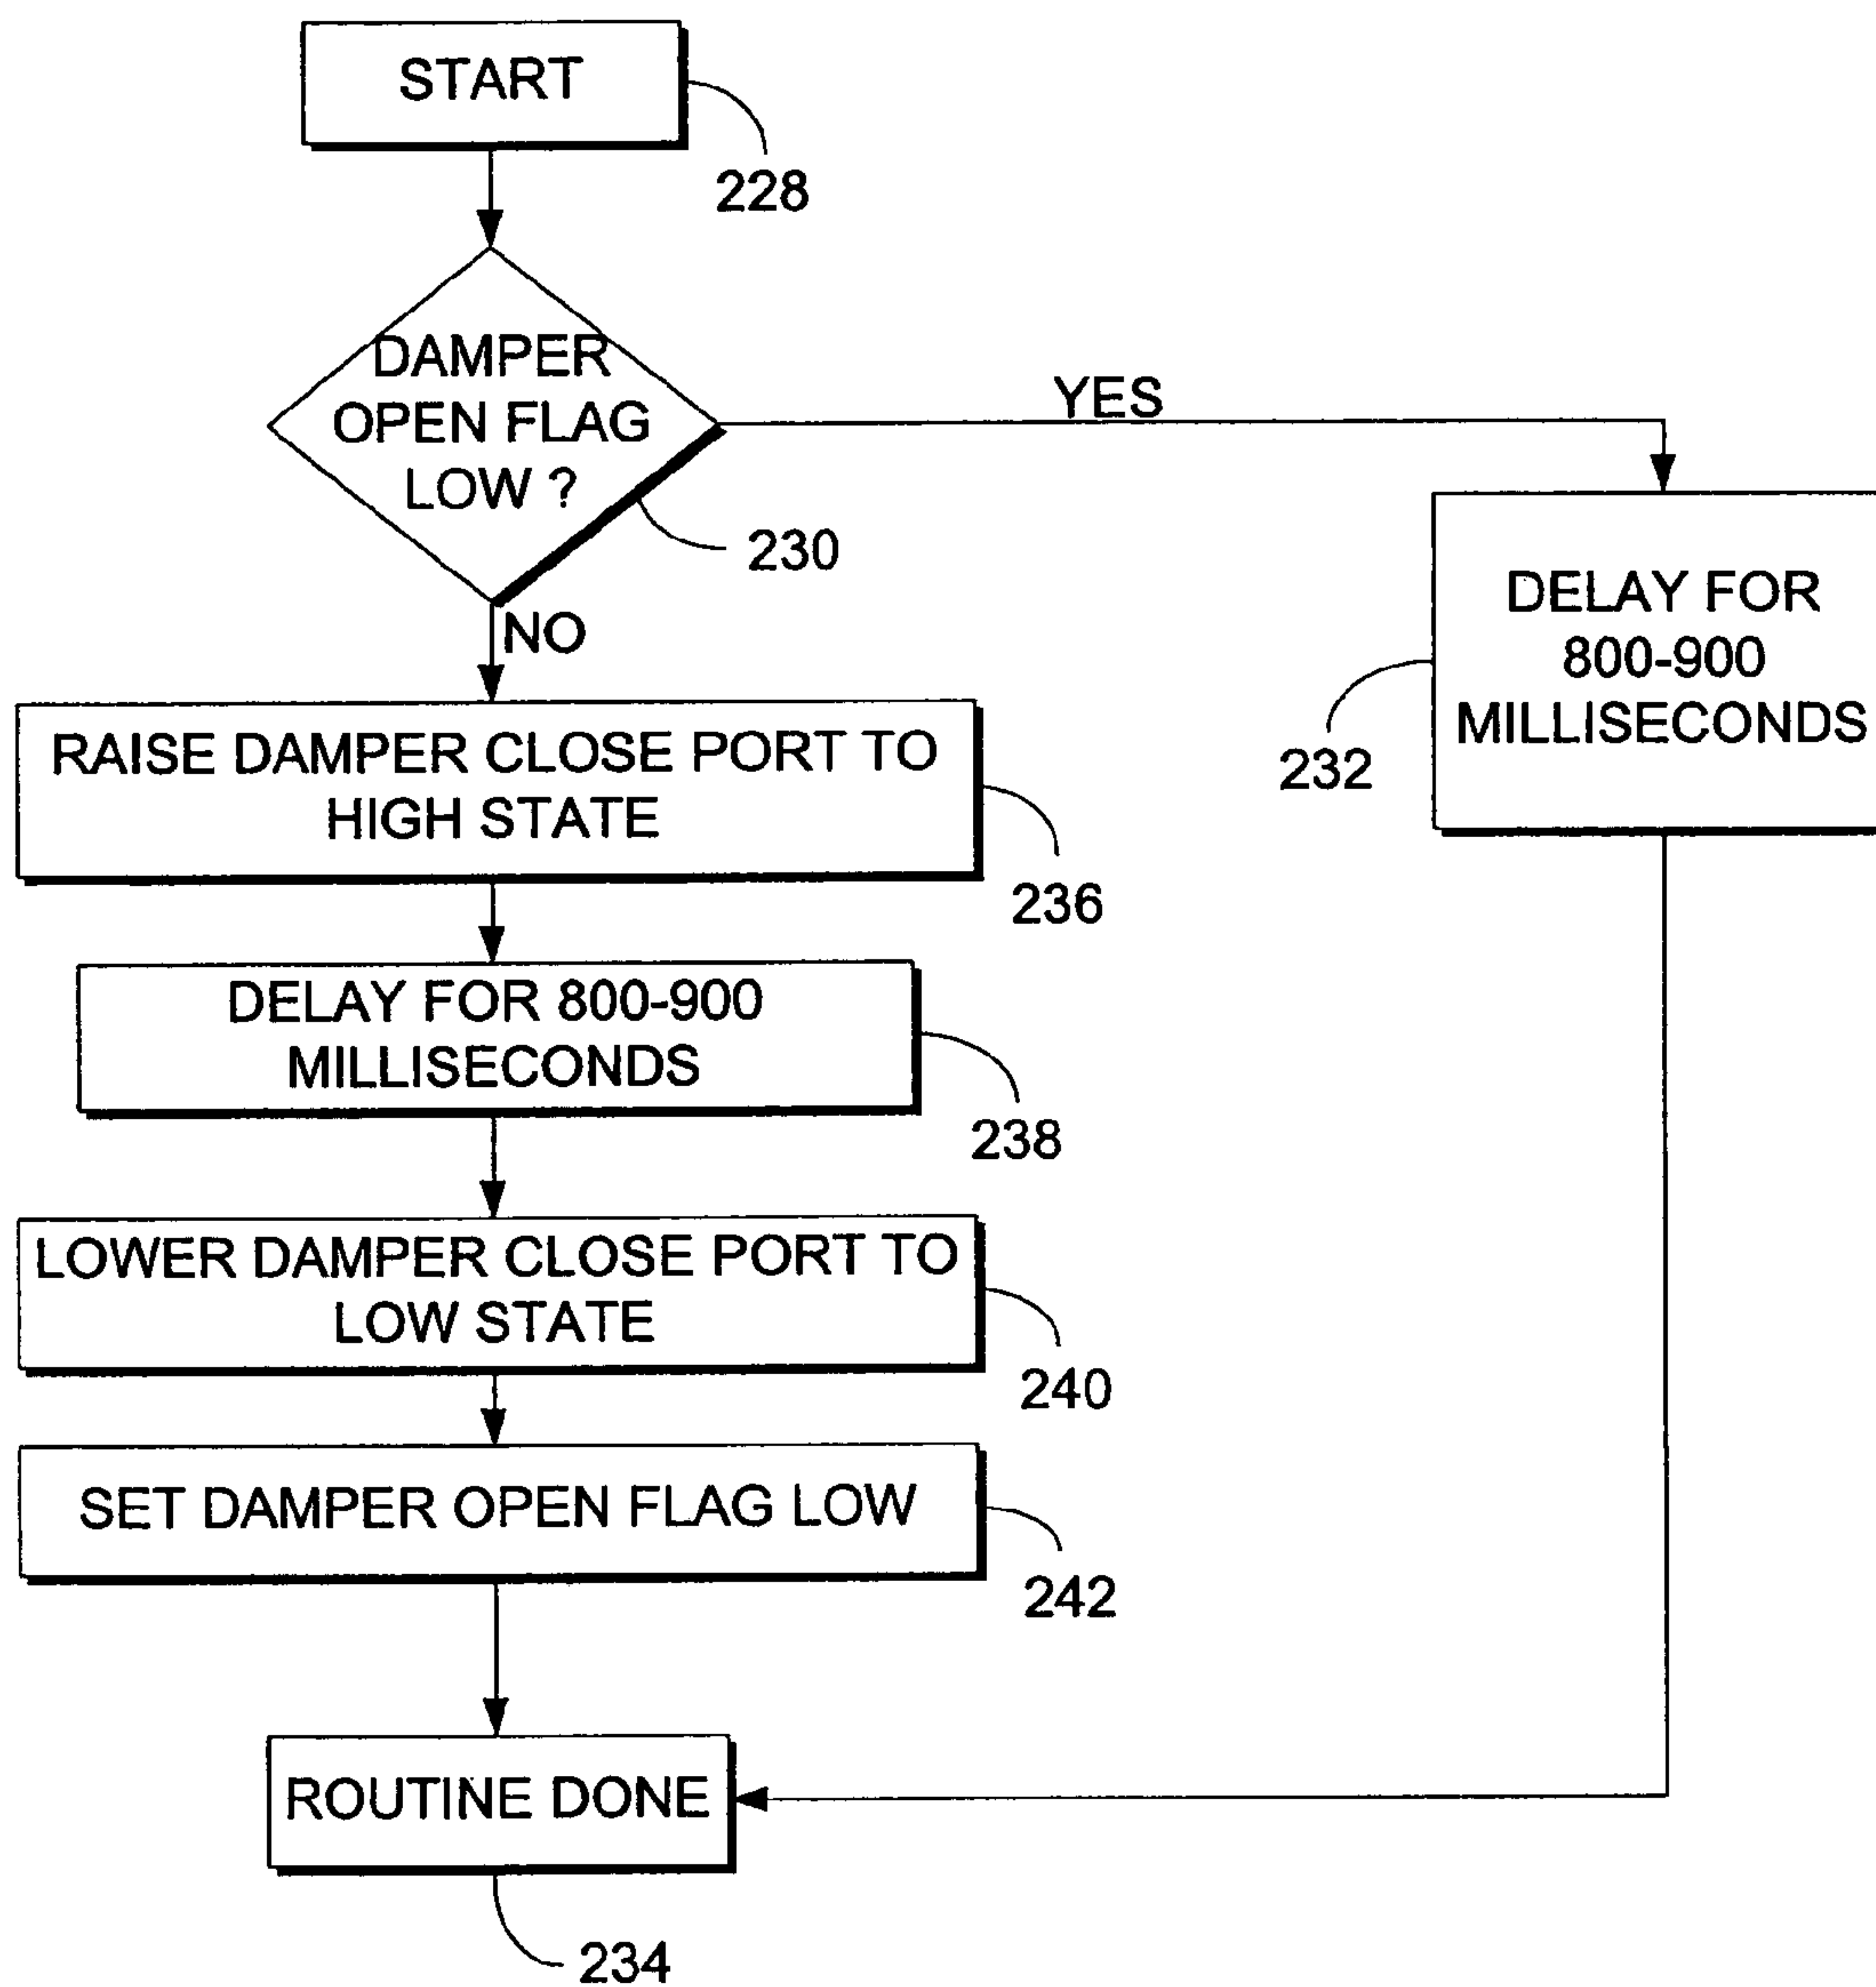 START
228
DAMPER
OPEN FLAG
LOW ?
230
YES
NO
DELAY FOR
800-900
MILLISECONDS
232
RAISE DAMPER CLOSE PORT TO
HIGH STATE
236
DELAY FOR 800-900
MILLISECONDS
238
LOWER DAMPER CLOSE PORT TO
LOW STATE
240
SET DAMPER OPEN FLAG LOW
242
ROUTINE DONE
234